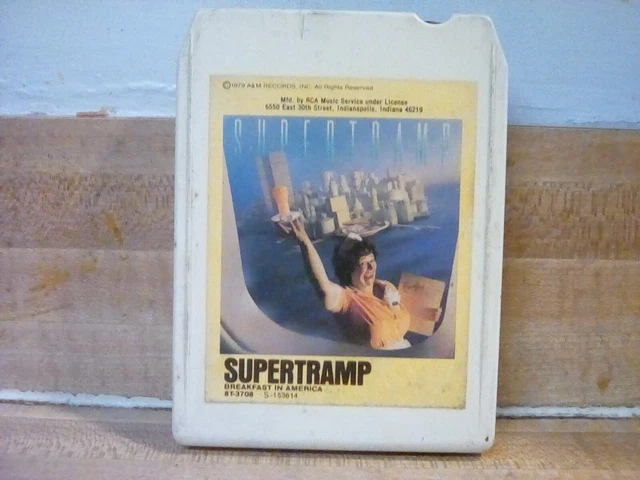 ©1979 A&M RECORDS, INC. All Rights Reserved
Mfd. by RCA Music Service under License
6550 East 30th Street, Indianapolis, Indiana 46219
SUPERTRAMP
SUPERTRAMP
BREAKFAST IN AMERICA
8T-3708 S-153614